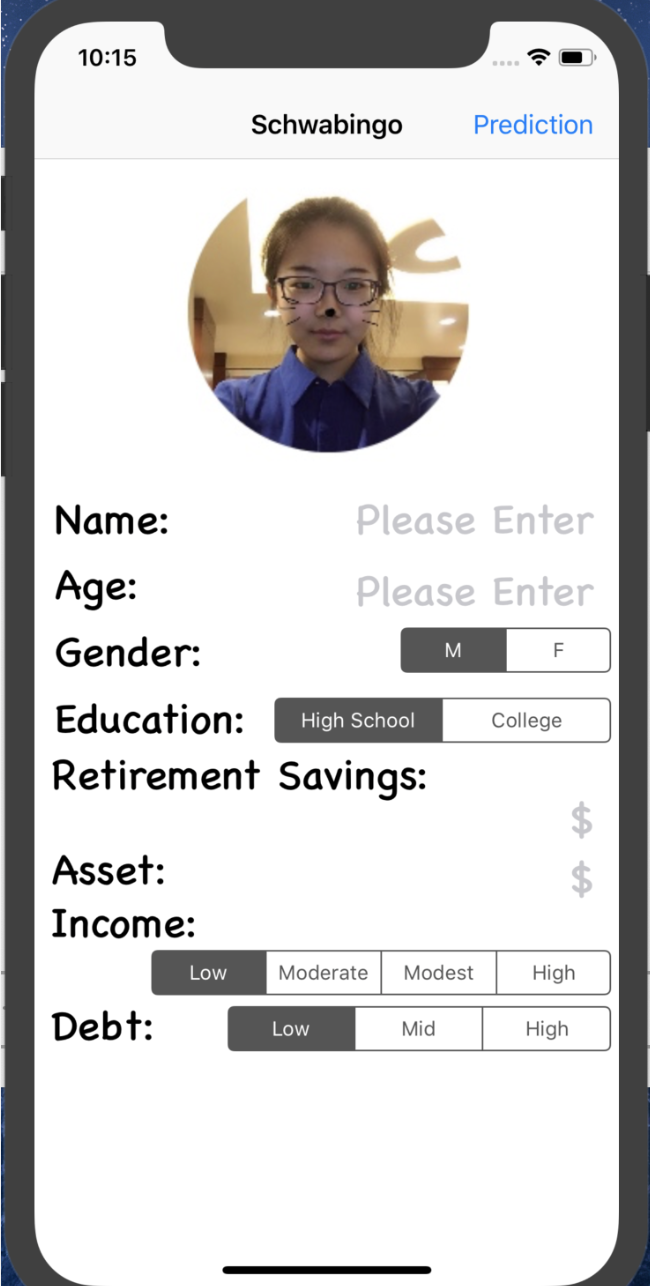 10:15
Schwabingo Prediction
Name: Please Enter
Age: Please Enter
Gender: M F
Education: High School College
Retirement Savings:
$
Asset: $
Income:
Low Moderate Modest High
Debt: Low Mid High